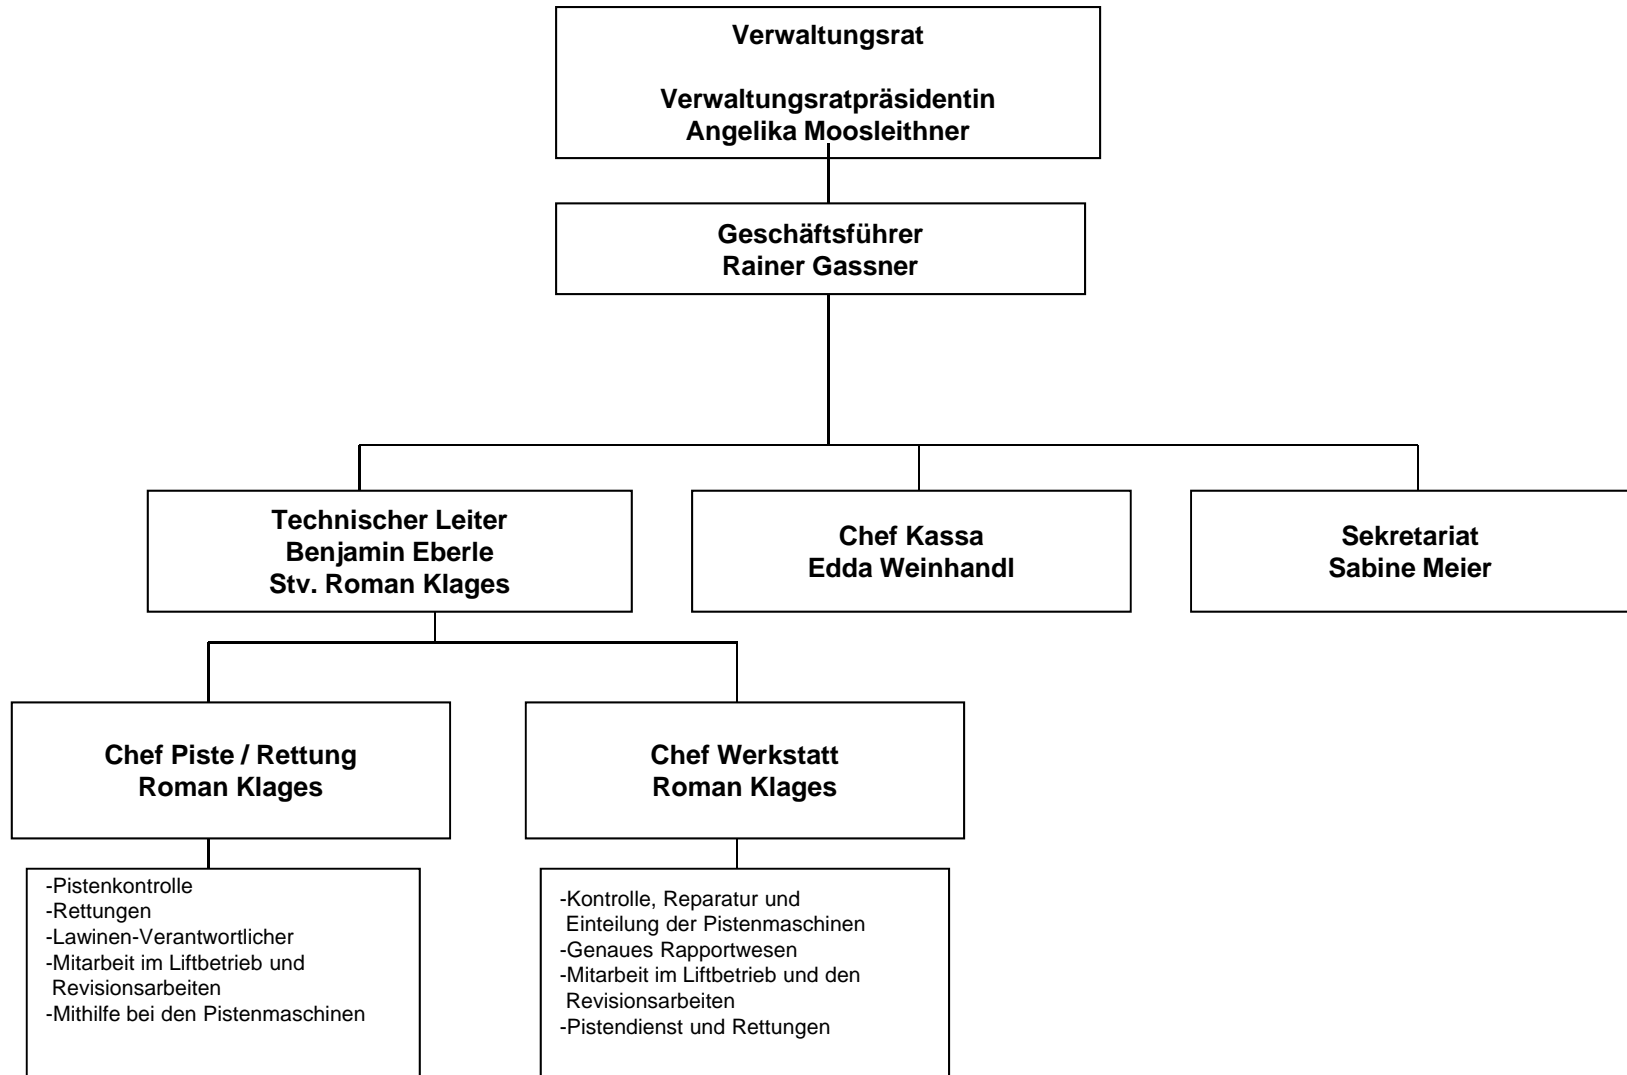 Verwaltungsrat
Verwaltungsratpräsidentin
Angelika Moosleithner
Geschäftsführer
Rainer Gassner
Technischer Leiter
Benjamin Eberle
Stv. Roman Klages
Chef Kassa
Edda Weinhandl
Sekretariat
Sabine Meier
Chef Piste / Rettung
Roman Klages
Chef Werkstatt
Roman Klages
-Pistenkontrolle
-Rettungen
-Lawinen-Verantwortlicher
-Mitarbeit im Liftbetrieb und
Revisionsarbeiten
-Mithilfe bei den Pistenmaschinen
-Kontrolle, Reparatur und
Einteilung der Pistenmaschinen
-Genaues Rapportwesen
-Mitarbeit im Liftbetrieb und den
Revisionsarbeiten
-Pistendienst und Rettungen